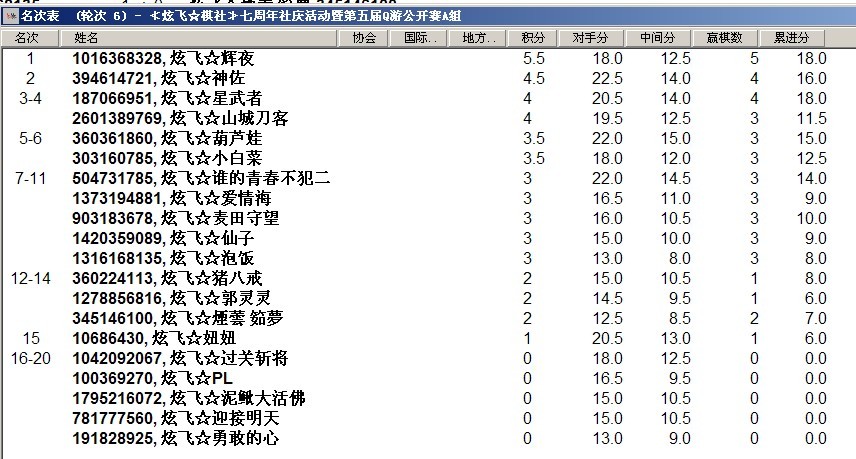 名次表 (轮次 6) - ≮炫飞☆棋社≯七周年社庆活动暨第五届Q游公开赛A组
名次 姓名 协会 国际.. 地方.. 积分 对手分 中间分 赢棋数 累进分
1 1016368328, 炫飞☆辉夜 5.5 18.0 12.5 5 18.0
2 394614721, 炫飞☆神佐 4.5 22.5 14.0 4 16.0
3-4 187066951, 炫飞☆星武者 4 20.5 14.0 4 18.0
2601389769, 炫飞☆山城刀客 4 19.5 12.5 3 11.5
5-6 360361860, 炫飞☆葫芦娃 3.5 22.0 15.0 3 15.0
303160785, 炫飞☆小白菜 3.5 18.0 12.0 3 12.5
7-11 504731785, 炫飞☆谁的青春不犯二 3 22.0 14.5 3 14.0
1373194881, 炫飞☆爱情海 3 16.5 11.0 3 9.0
903183678, 炫飞☆麦田守望 3 16.0 10.5 3 10.0
1420359089, 炫飞☆仙子 3 15.0 10.0 3 9.0
1316168135, 炫飞☆泡饭 3 13.0 8.0 3 8.0
12-14 360224113, 炫飞☆猪八戒 2 15.0 10.5 1 8.0
1278856816, 炫飞☆郭灵灵 2 14.5 9.5 1 6.0
345146100, 炫飞☆煙蕓 筎夢 2 12.5 8.5 2 7.0
15 10686430, 炫飞☆妞妞 1 20.5 13.0 1 6.0
16-20 1042092067, 炫飞☆过关斩将 0 18.0 12.5 0 0.0
100369270, 炫飞☆PL 0 16.5 9.5 0 0.0
1795216072, 炫飞☆泥鳅大活佛 0 15.0 10.5 0 0.0
781777560, 炫飞☆迎接明天 0 15.0 10.5 0 0.0
191828925, 炫飞☆勇敢的心 0 13.0 9.0 0 0.0